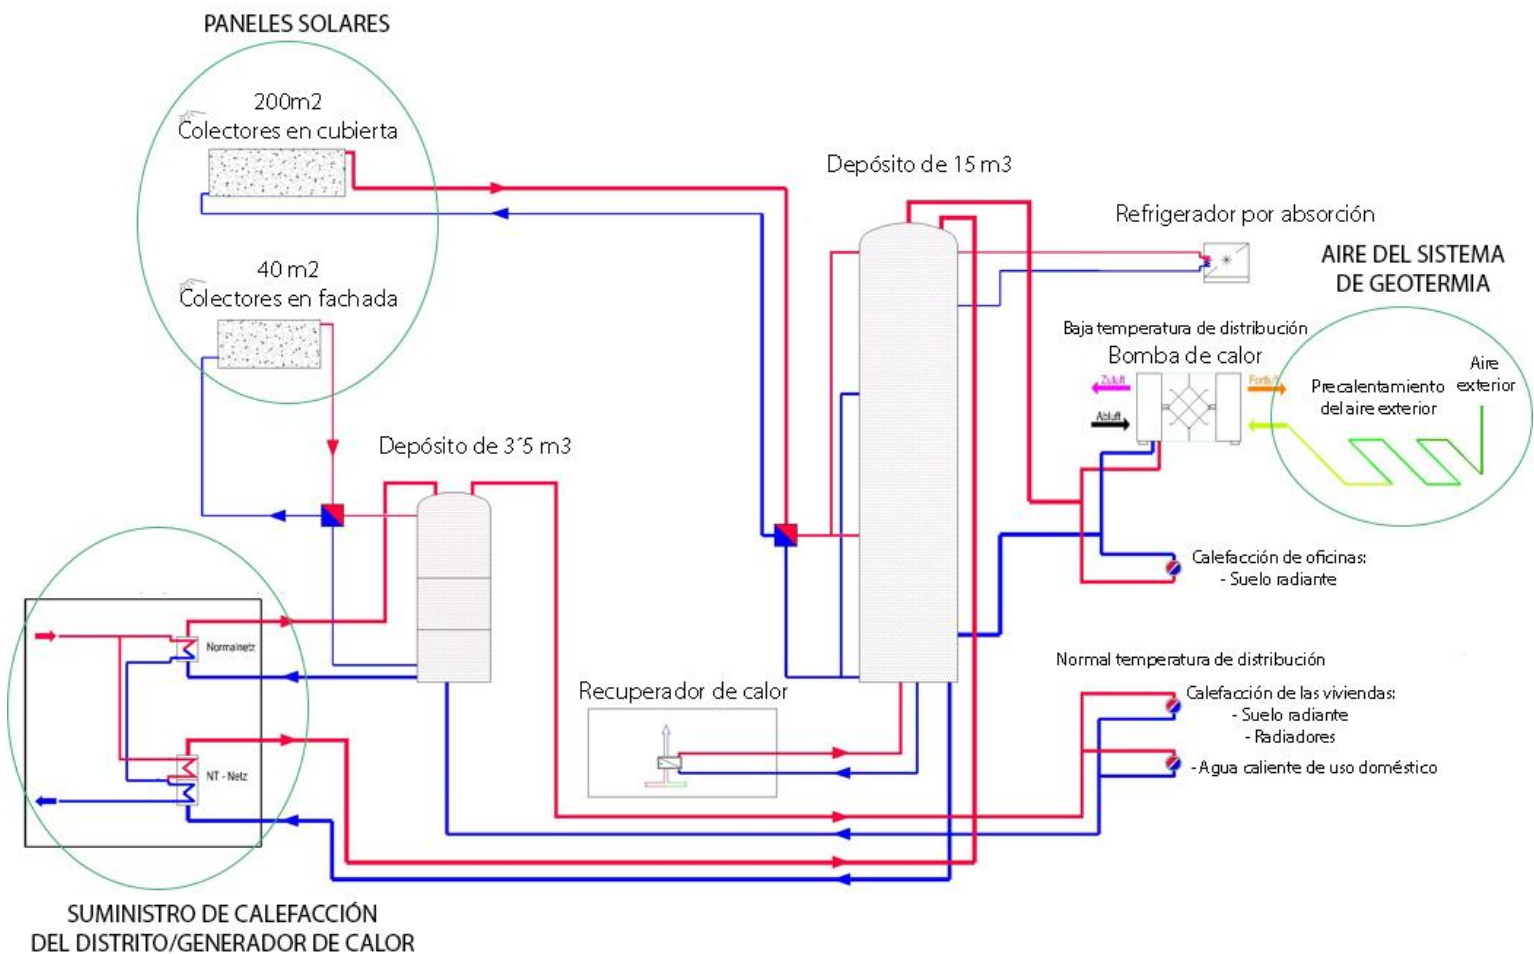 PANELES SOLARES
200m2
Colectores en cubierta
40 m2
Colectores en fachada
Depósito de 3´5 m3
Depósito de 15 m3
Refrigerador por absorción
AIRE DEL SISTEMA
DE GEOTERMIA
Baja temperatura de distribución
Bomba de calor
Zuluft
Fortluft
Abluft
Aire
exterior
Precalentamiento
del aire exterior
Calefacción de oficinas:
- Suelo radiante
Normal temperatura de distribución
Calefacción de las viviendas:
- Suelo radiante
- Radiadores
- Agua caliente de uso doméstico
Recuperador de calor
Normalnetz
NT - Netz
SUMINISTRO DE CALEFACCIÓN
DEL DISTRITO/GENERADOR DE CALOR